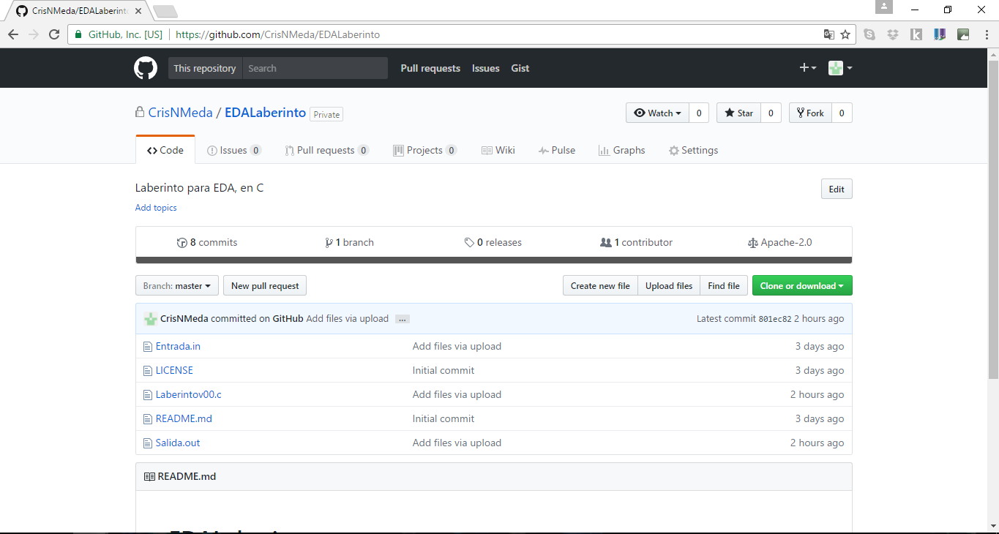 CrisNMeda/EDALaberint
GitHub, Inc. [US] https://github.com/CrisNMeda/EDALaberinto
This repository Search Pull requests Issues Gist
CrisNMeda / EDALaberinto Private Watch 0 Star 0 Fork 0
Code Issues 0 Pull requests 0 Projects 0 Wiki Pulse Graphs Settings
Laberinto para EDA, en C Edit
Add topics
8 commits 1 branch 0 releases 1 contributor Apache-2.0
Branch: master New pull request Create new file Upload files Find file Clone or download
CrisNMeda committed on GitHub Add files via upload ... Latest commit 801ec82 2 hours ago
Entrada.in Add files via upload 3 days ago
LICENSE Initial commit 3 days ago
Laberintov00.c Add files via upload 2 hours ago
README.md Initial commit 3 days ago
Salida.out Add files via upload 2 hours ago
README.md